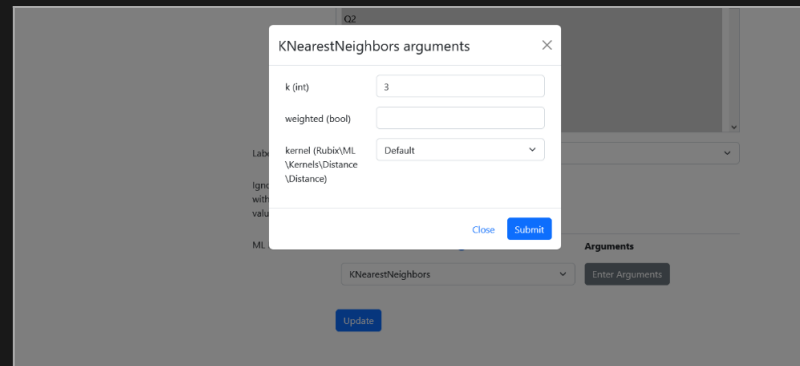 Q2
KNearestNeighbors arguments
k (int)
3
weighted (bool)
kernel (Rubix\ML
\Kernels\Distance
\Distance)
Default
Close
Submit
Labe
Igno
with
valu
ML
Arguments
KNearestNeighbors
Enter Arguments
Update